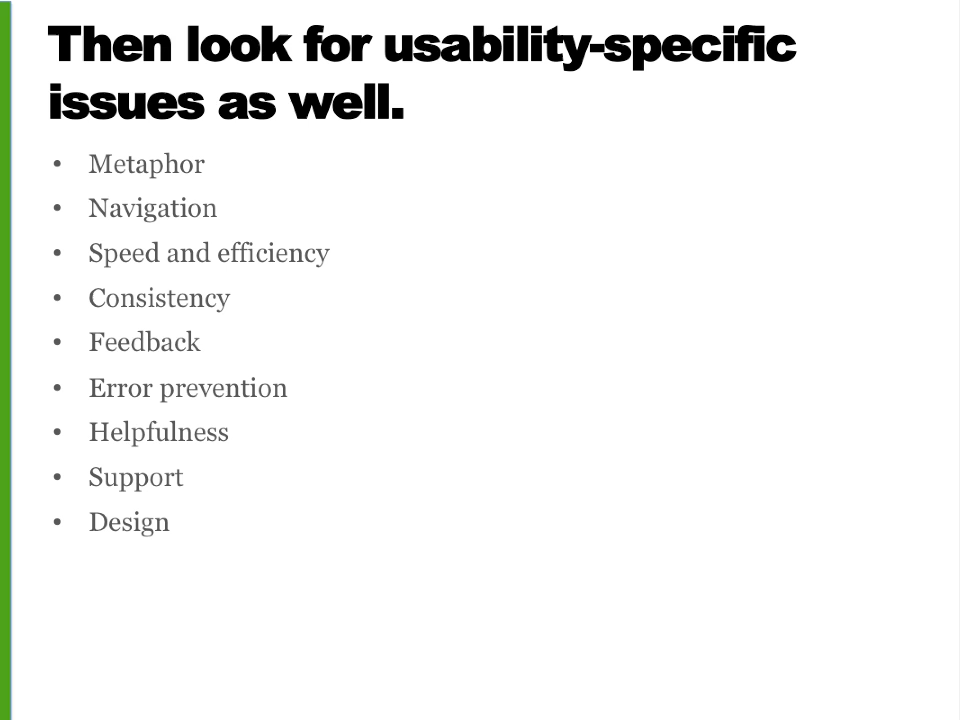 Then look for usability-specific
issues as well.
• Metaphor
• Navigation
• Speed and efficiency
• Consistency
• Feedback
• Error prevention
• Helpfulness
• Support
• Design